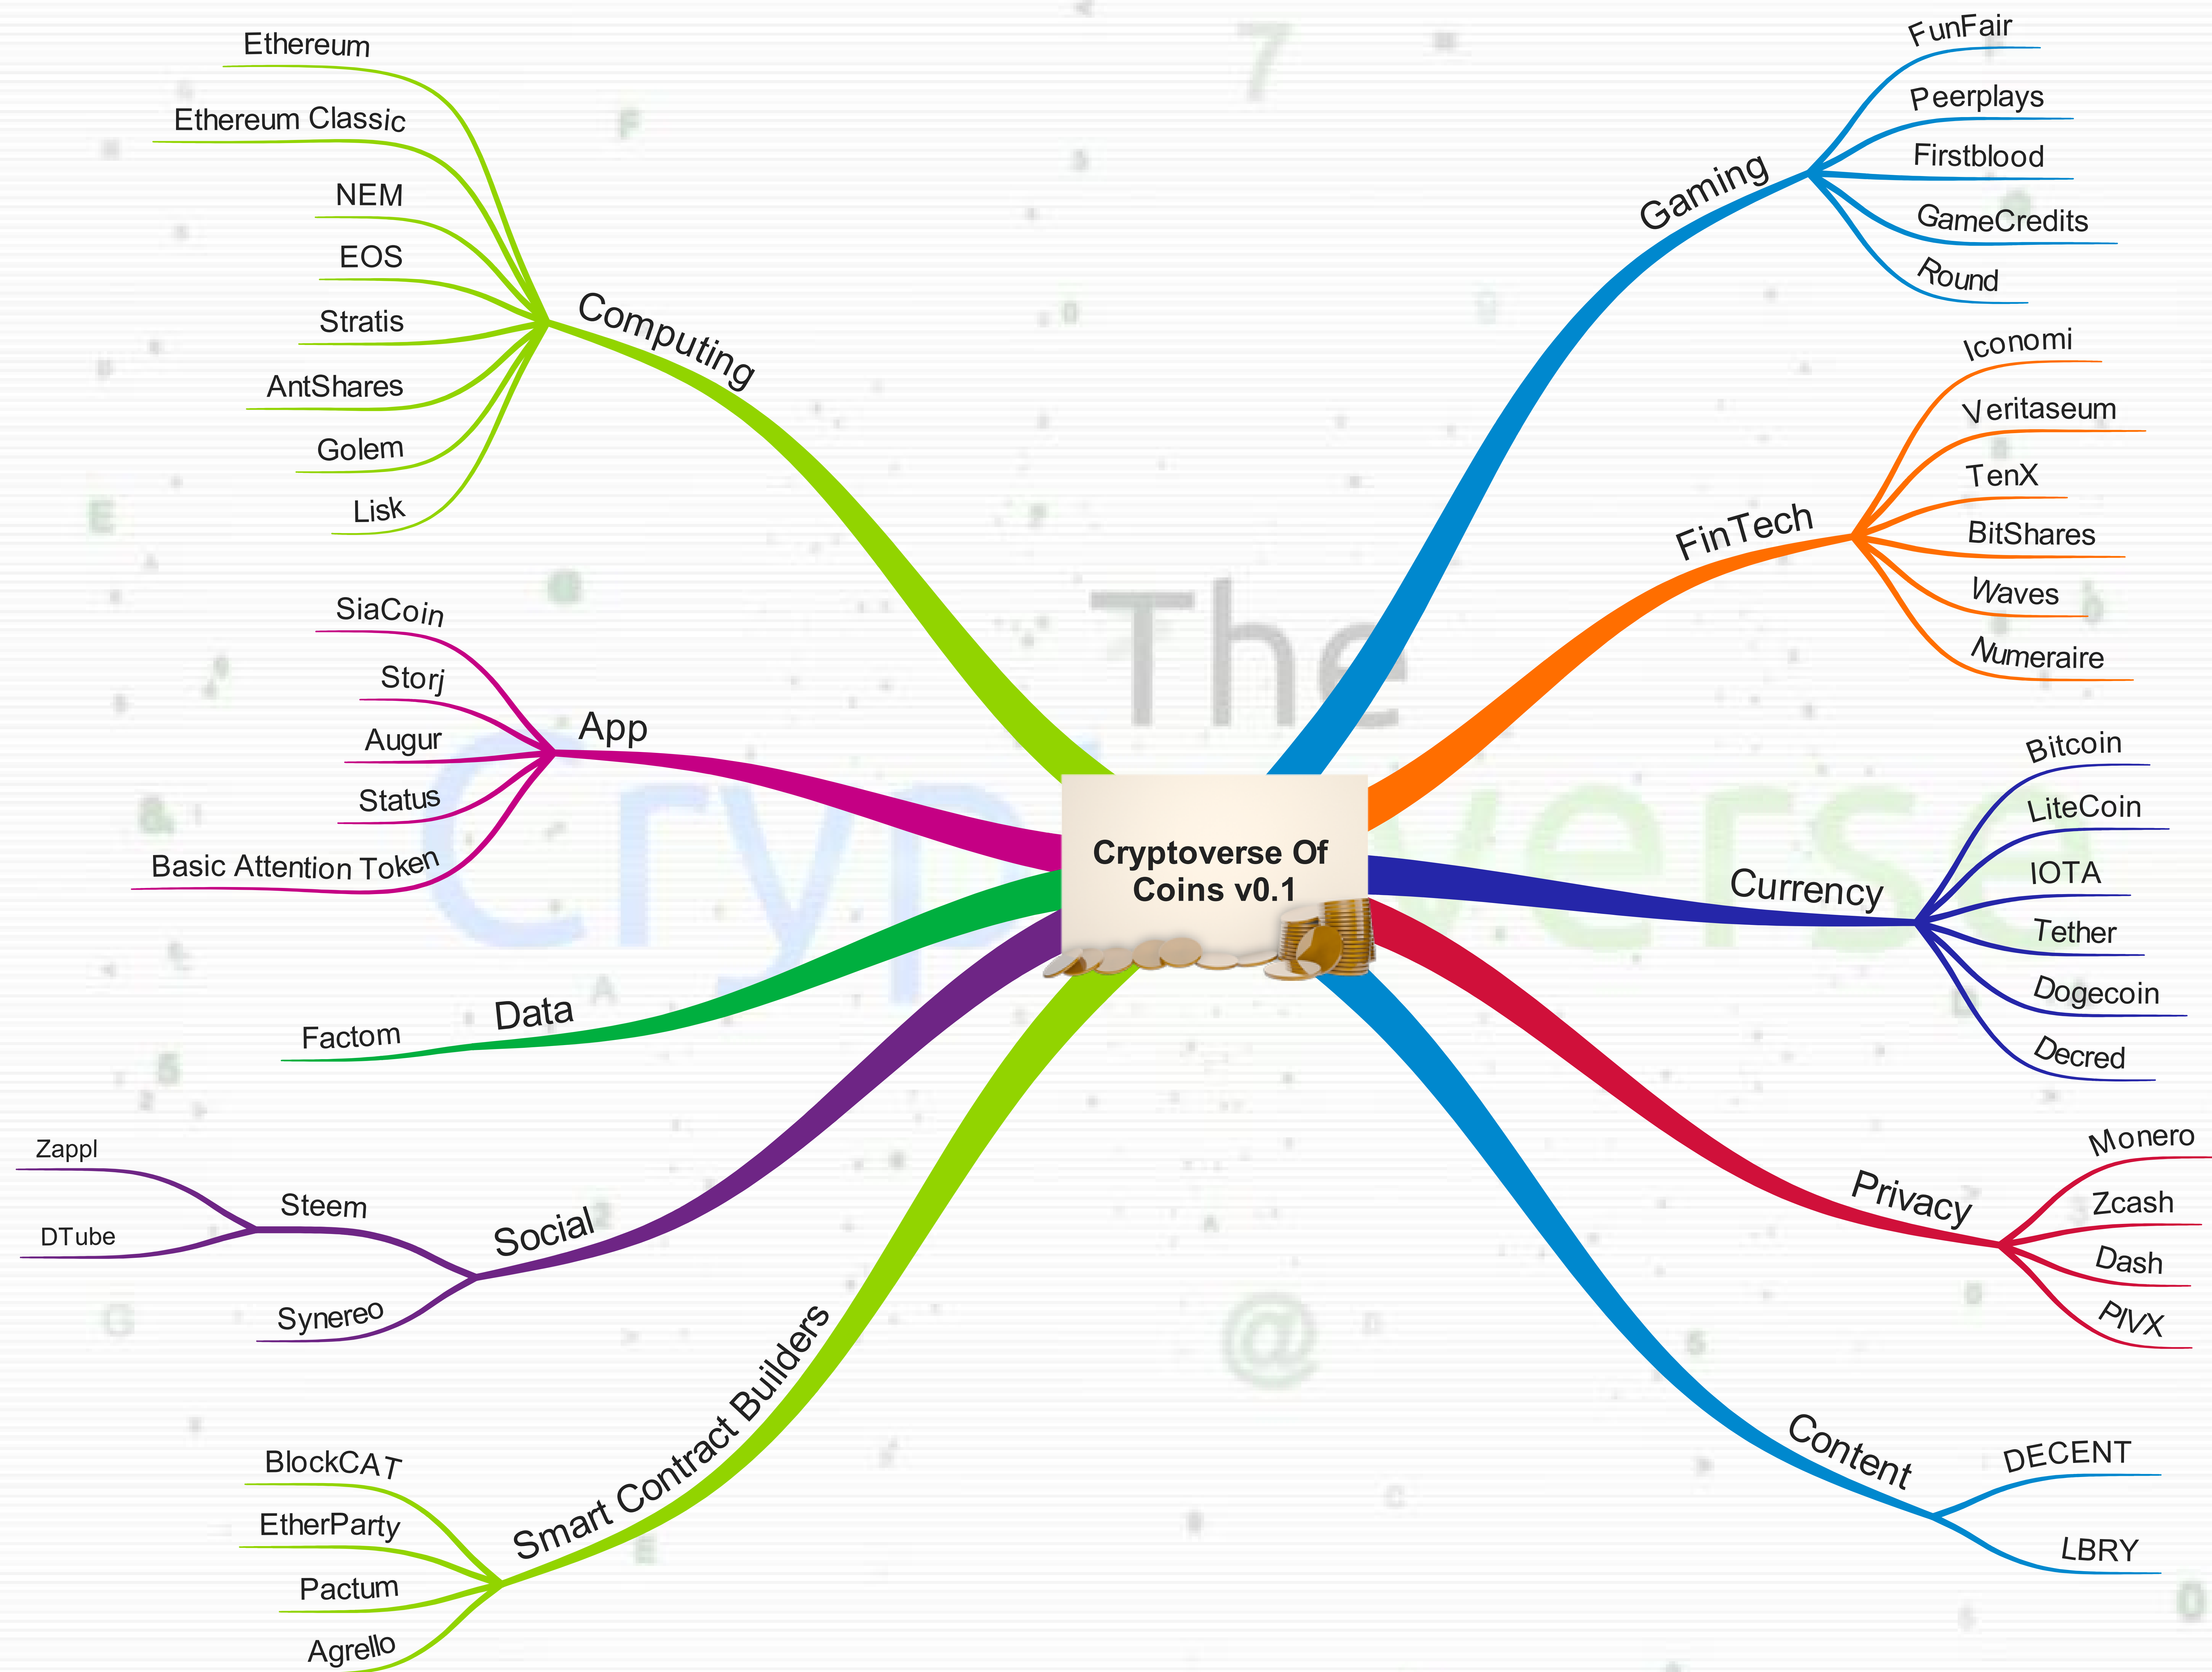 The
Cryptoverse
Cryptoverse Of
Coins v0.1
Gaming
FunFair
Peerplays
Firstblood
GameCredits
Round
FinTech
Iconomi
Veritaseum
TenX
BitShares
Waves
Numeraire
Currency
Bitcoin
LiteCoin
IOTA
Tether
Dogecoin
Decred
Privacy
Monero
Zcash
Dash
PIVX
Content
DECENT
LBRY
Smart Contract Builders
BlockCAT
EtherParty
Pactum
Agrello
Social
Steem
Zappl
DTube
Synereo
Data
Factom
App
SiaCoin
Storj
Augur
Status
Basic Attention Token
Computing
Ethereum
Ethereum Classic
NEM
EOS
Stratis
AntShares
Golem
Lisk